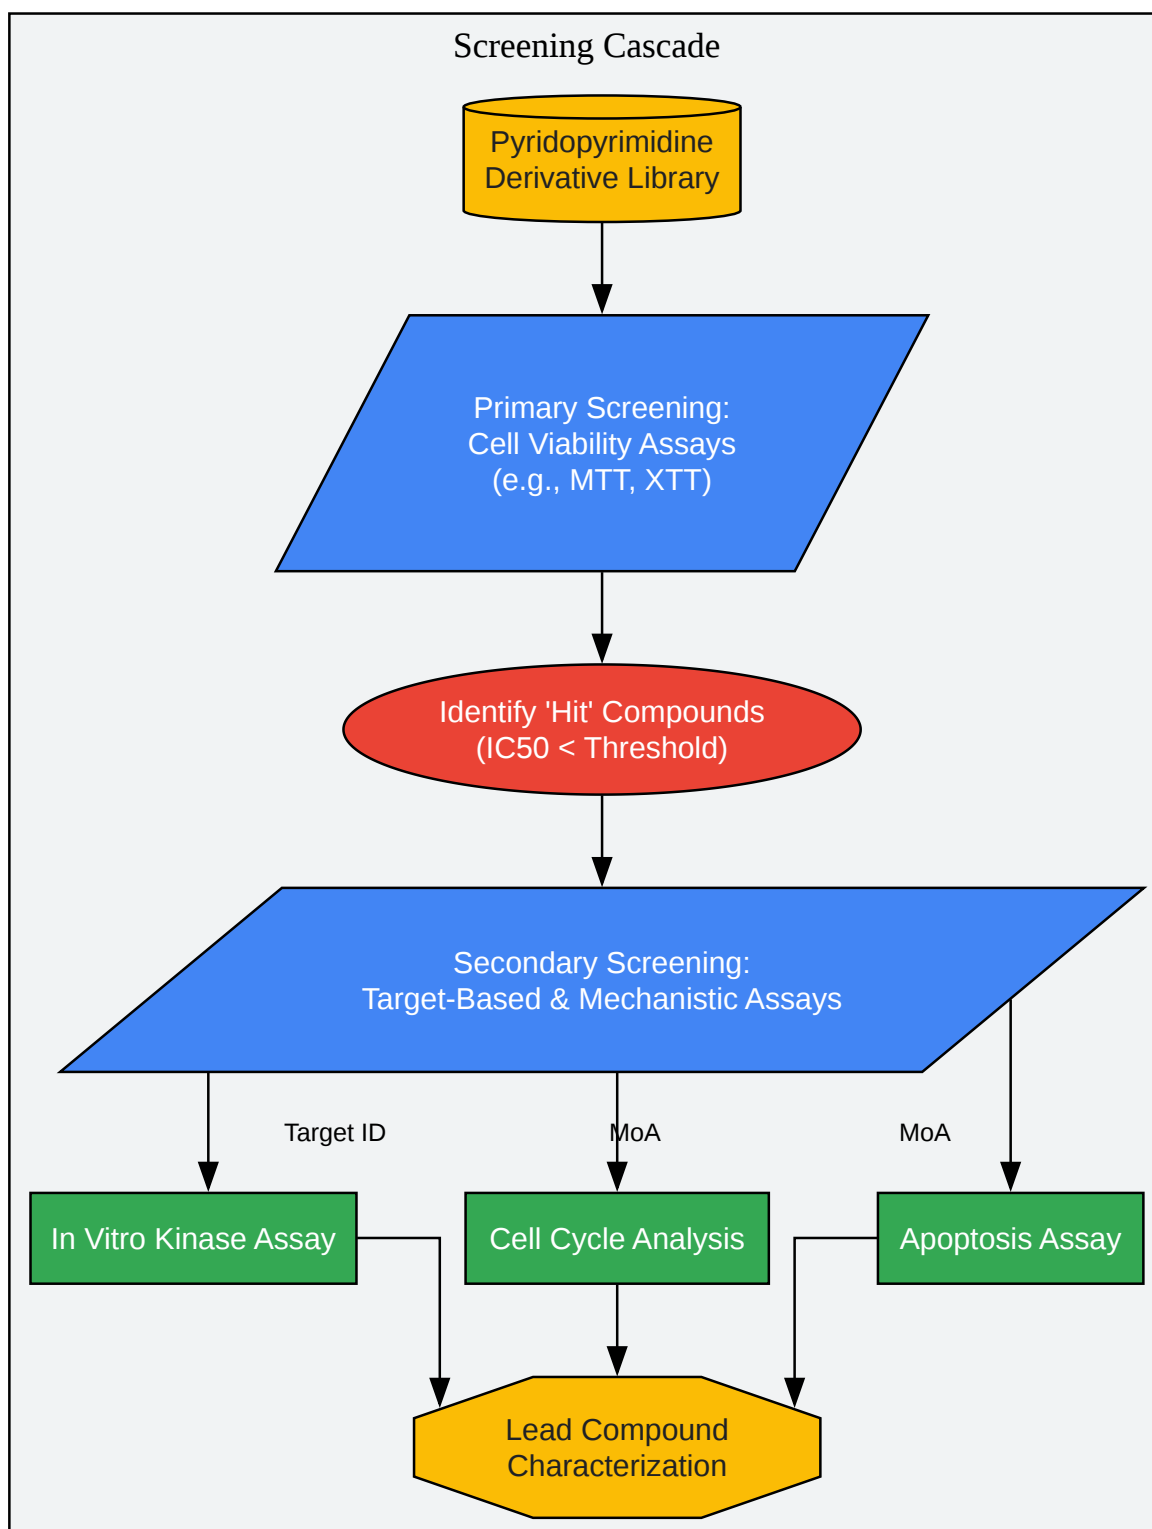 Screening Cascade
Pyridopyrimidine
Derivative Library
Primary Screening:
Cell Viability Assays
(e.g., MTT, XTT)
Identify 'Hit' Compounds
(IC50 < Threshold)
Secondary Screening:
Target-Based & Mechanistic Assays
Target ID
MoA
MoA
In Vitro Kinase Assay
Cell Cycle Analysis
Apoptosis Assay
Lead Compound
Characterization